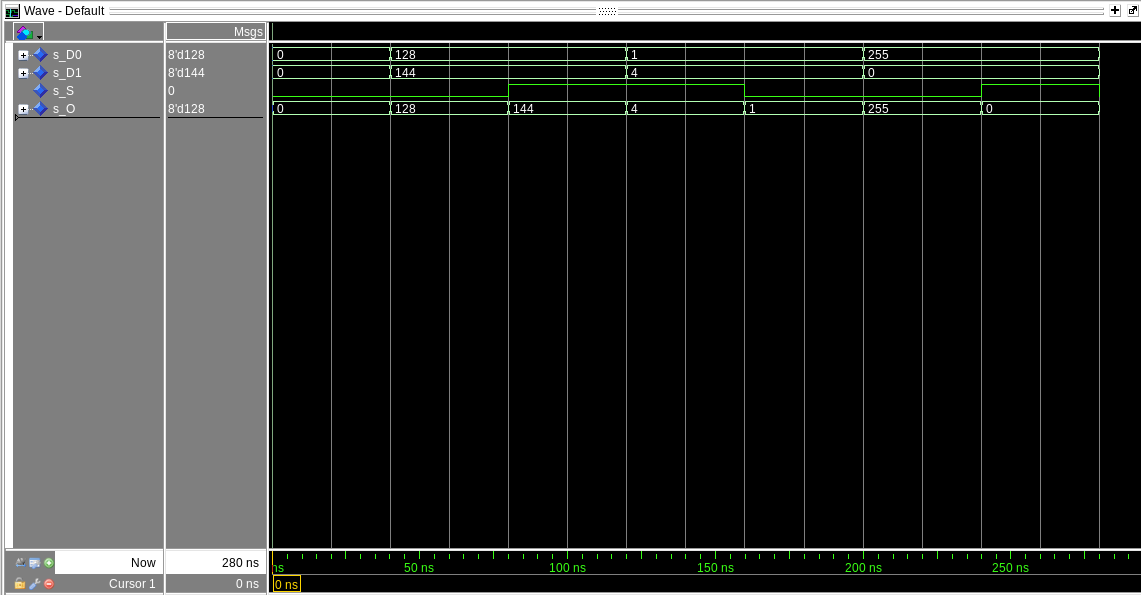 Wave - Default
Msgs
s_D0 8'd128 0 128 1 255
s_D1 8'd144 0 144 4 0
s_S 0
s_O 8'd128 0 128 144 4 1 255 0
Now 280 ns ns 50 ns 100 ns 150 ns 200 ns 250 ns
Cursor 1 0 ns 0 ns